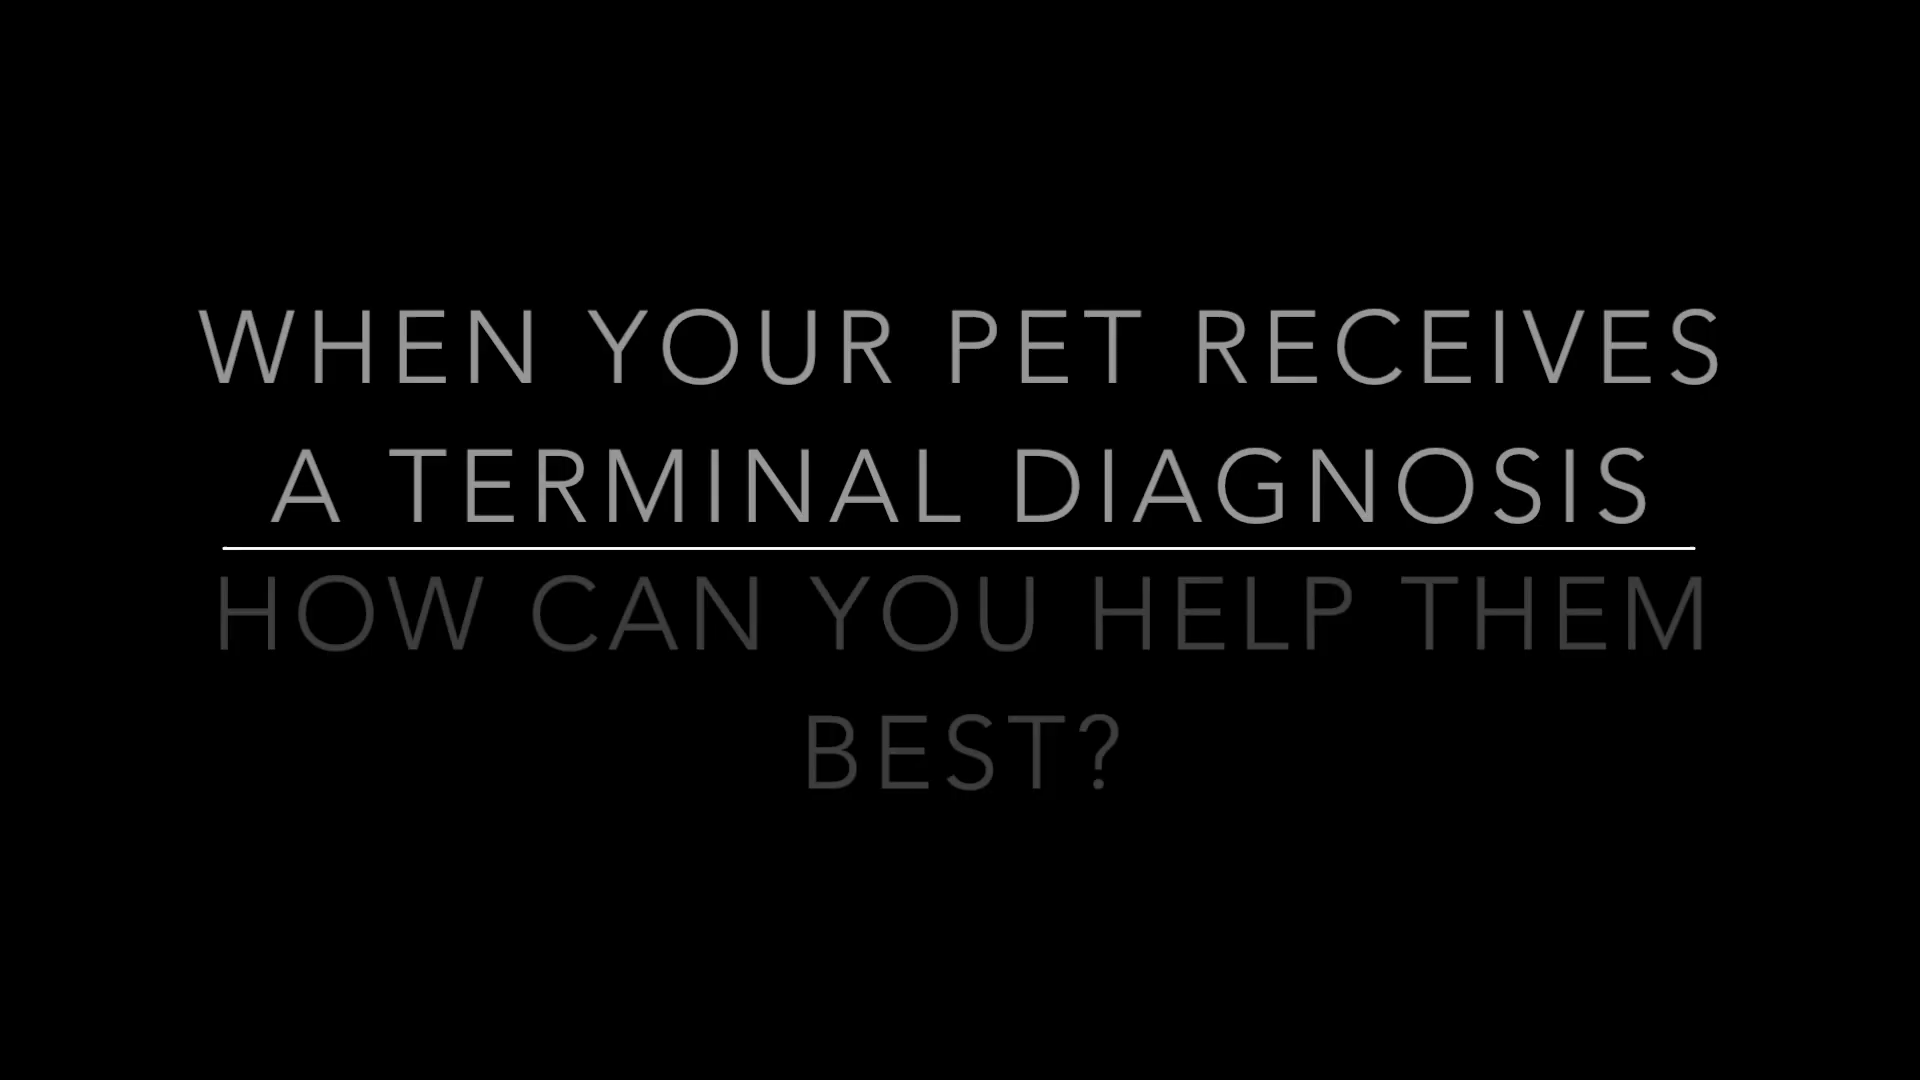 WHEN YOUR PET RECEIVES
A TERMINAL DIAGNOSIS
HOW CAN YOU HELP THEM
BEST?